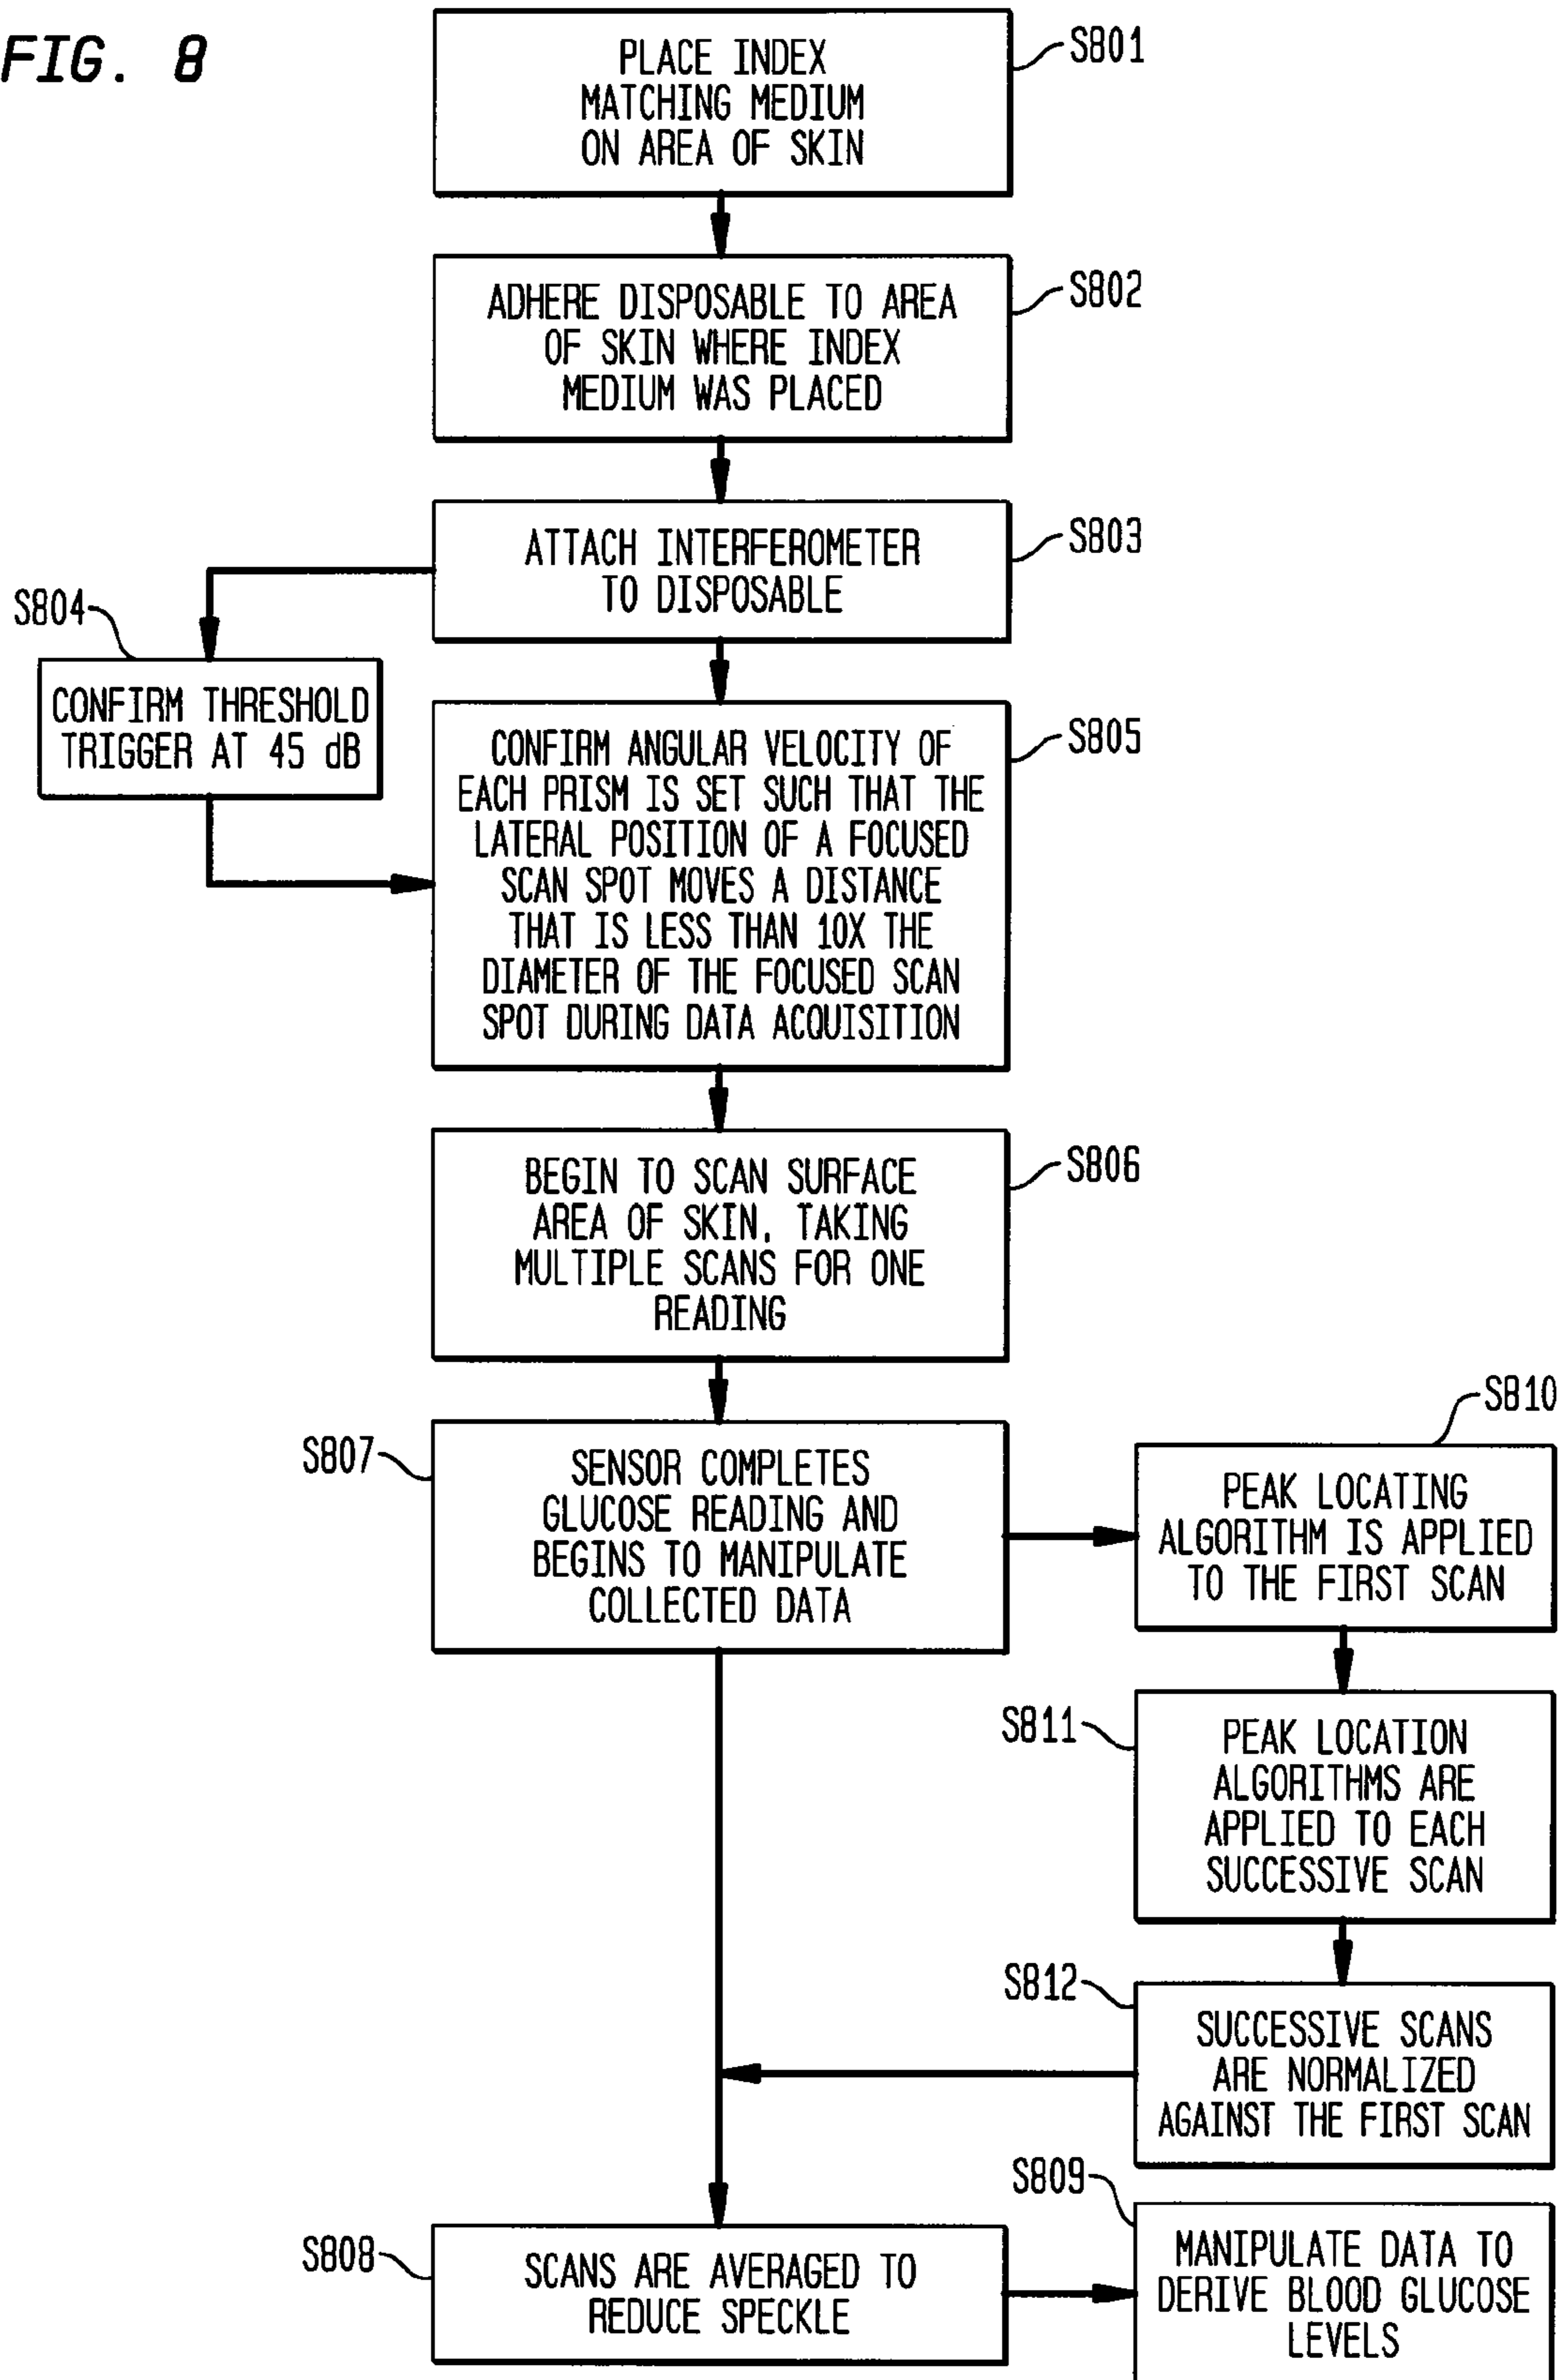 FIG. 8
PLACE INDEX
MATCHING MEDIUM
ON AREA OF SKIN
S801
ADHERE DISPOSABLE TO AREA
OF SKIN WHERE INDEX
MEDIUM WAS PLACED
S802
ATTACH INTERFEROMETER
TO DISPOSABLE
S803
S804
CONFIRM THRESHOLD
TRIGGER AT 45 dB
CONFIRM ANGULAR VELOCITY OF
EACH PRISM IS SET SUCH THAT THE
LATERAL POSITION OF A FOCUSED
SCAN SPOT MOVES A DISTANCE
THAT IS LESS THAN 10X THE
DIAMETER OF THE FOCUSED SCAN
SPOT DURING DATA ACQUISITION
S805
BEGIN TO SCAN SURFACE
AREA OF SKIN, TAKING
MULTIPLE SCANS FOR ONE
READING
S806
S807
SENSOR COMPLETES
GLUCOSE READING AND
BEGINS TO MANIPULATE
COLLECTED DATA
S810
PEAK LOCATING
ALGORITHM IS APPLIED
TO THE FIRST SCAN
S811
PEAK LOCATION
ALGORITHMS ARE
APPLIED TO EACH
SUCCESSIVE SCAN
S812
SUCCESSIVE SCANS
ARE NORMALIZED
AGAINST THE FIRST SCAN
S808
SCANS ARE AVERAGED TO
REDUCE SPECKLE
S809
MANIPULATE DATA TO
DERIVE BLOOD GLUCOSE
LEVELS